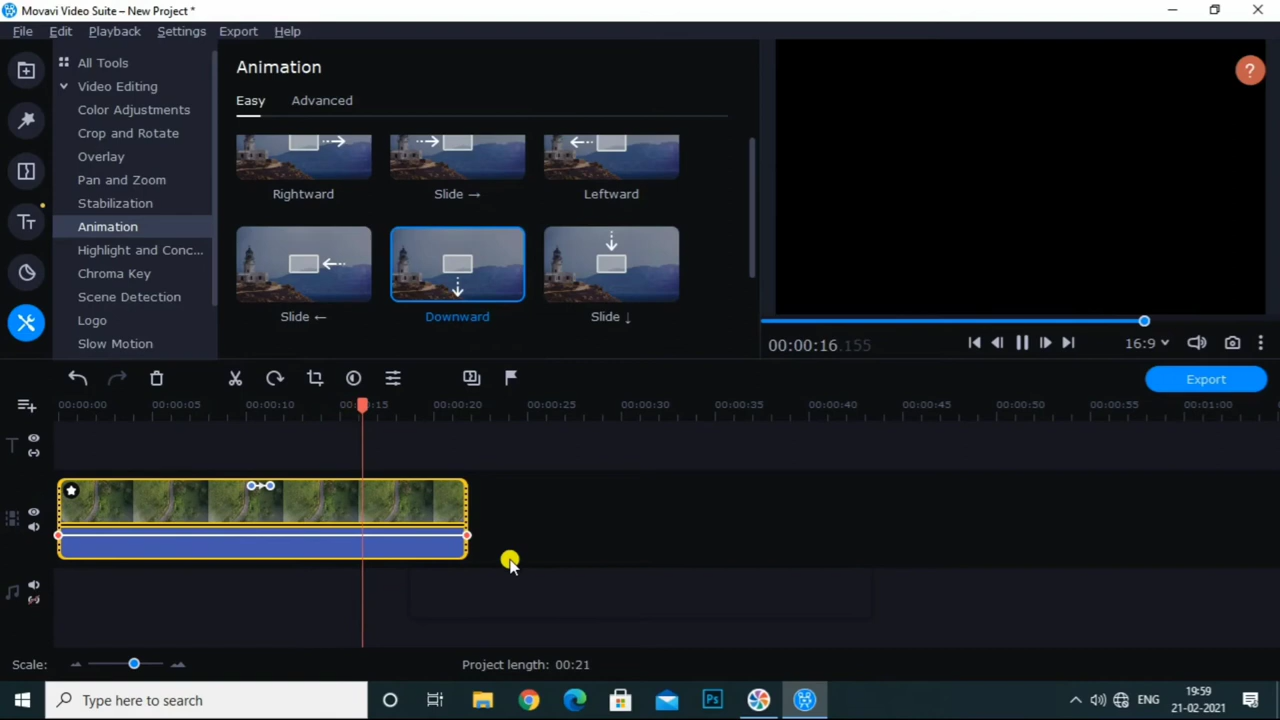 Movavi Video Suite – New Project *
File Edit Playback Settings Export Help
All Tools
Video Editing
Color Adjustments
Crop and Rotate
Overlay
Pan and Zoom
Stabilization
Animation
Highlight and Conc...
Chroma Key
Scene Detection
Logo
Slow Motion
Animation
Easy Advanced
Rightward Slide → Leftward
Slide ← Downward Slide ↓
?
00:00:16.155
16:9
Export
00:00:00 00:00:05 00:00:10 00:00:15 00:00:20 00:00:25 00:00:30 00:00:35 00:00:40 00:00:45 00:00:50 00:00:55 00:01:00
Scale:
Project length: 00:21
Type here to search
Ps
ENG
19:59
21-02-2021